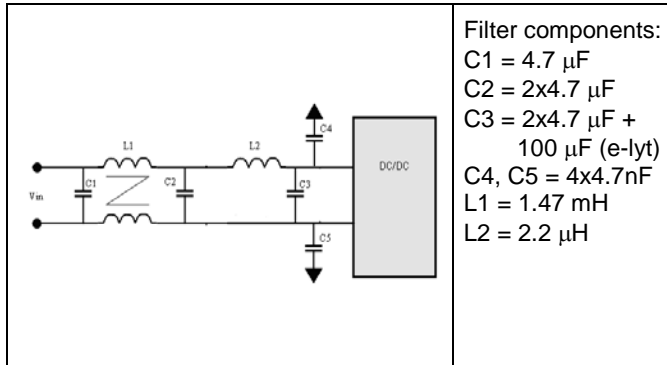 Filter components:
C1 = 4.7 μF
C2 = 2x4.7 μF
C3 = 2x4.7 μF +
100 μF (e-lyt)
C4, C5 = 4x4.7nF
L1 = 1.47 mH
L2 = 2.2 μH
C4
L1
L2
DC/DC
C1
C2
C3
Vin
C5